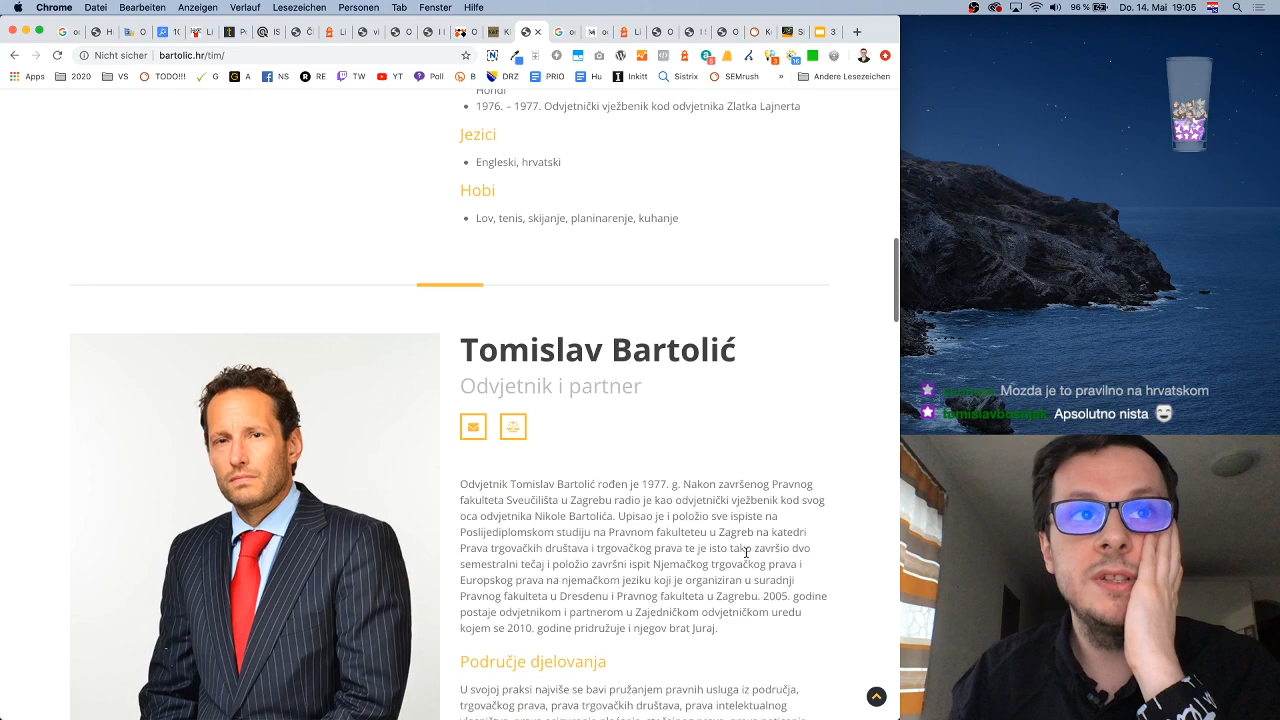 Chrome Datei Bearbeiten Anzeigen Verlauf Lesezeichen Personen Tab Fenster Hilfe
96 % Do. 14. Mai 19:05
Nicht sicher bartolic.hr/tim/
Apps 2020 VS TODO!!! G A NS RE TW YT Poll B DRZ PRIO Hu Inkitt Sistrix SEMrush » Andere Lesezeichen
Hondl
1976. – 1977. Odvjetnički vježbenik kod odvjetnika Zlatka Lajnerta
Jezici
Engleski, hrvatski
Hobi
Lov, tenis, skijanje, planinarenje, kuhanje
Tomislav Bartolić
Odvjetnik i partner
Odvjetnik Tomislav Bartolić rođen je 1977. g. Nakon završenog Pravnog
fakulteta Sveučilišta u Zagrebu radio je kao odvjetnički vježbenik kod svog
oca odvjetnika Nikole Bartolića. Upisao je i položio sve ispiste na
Poslijediplomskom studiju na Pravnom fakulteteu u Zagreb na katedri
Prava trgovačkih društava i trgovačkog prava te je isto tako završio dvo
semestralni tečaj i položio završni ispit Njemačkog trgovačkog prava i
Europskog prava na njemačkom jeziku koji je organiziran u suradnji
Pravnog fakulteta u Dresdenu i Pravnog fakulteta u Zagrebu. 2005. godine
postaje odvjetnikom i partnerom u Zajedničkom odvjetničkom uredu
kojem se 2010. godine pridružuje i njegov brat Juraj.
Područje djelovanja
U svojoj praksi najviše se bavi pružanjem pravnih usluga iz područja,
trgovačkog prava, prava trgovačkih društava, prava intelektualnog
Mozda je to pravilno na hrvatskom
tomislavbosnjak Apsolutno nista